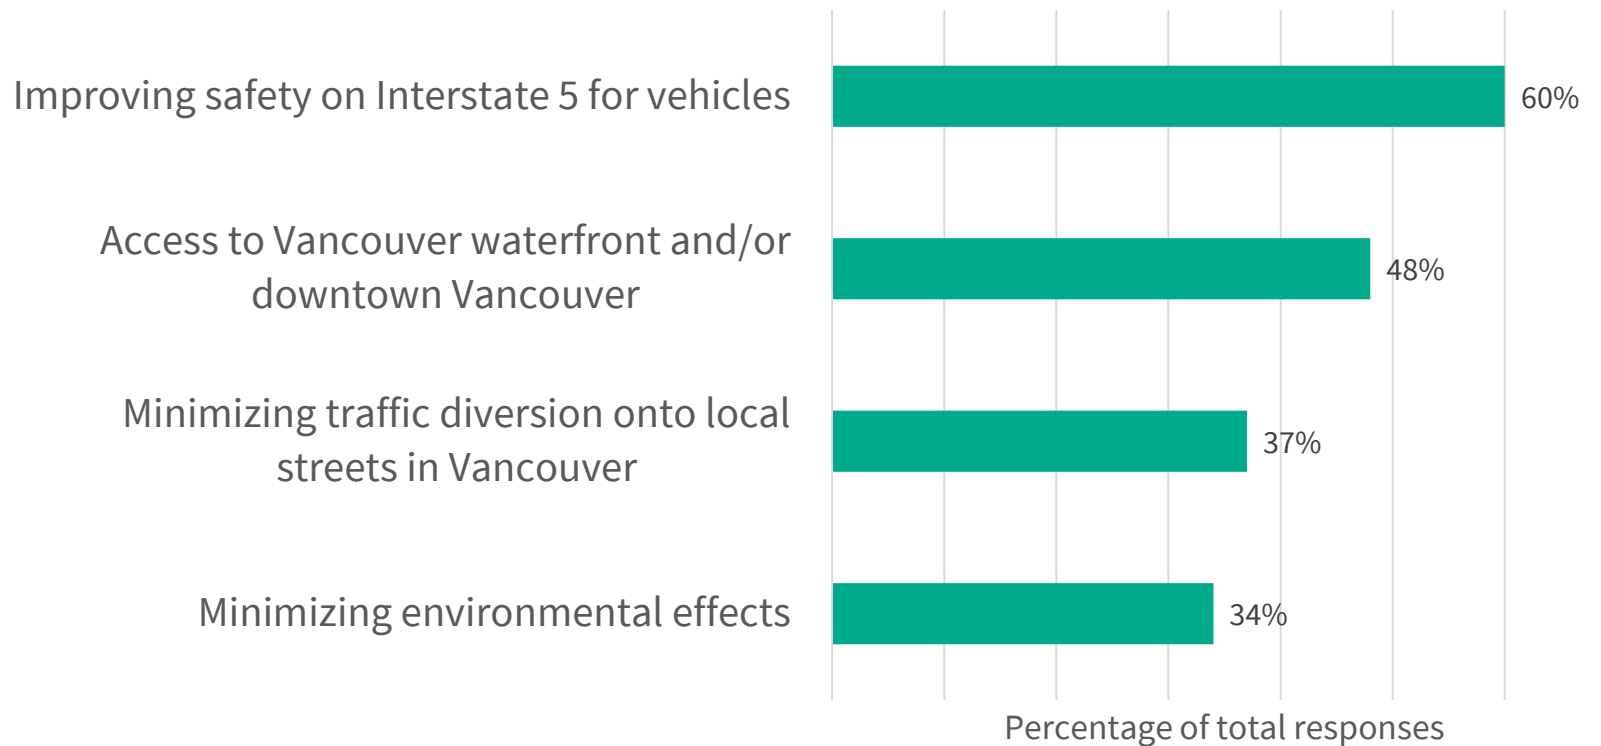 Improving safety on Interstate 5 for vehicles
60%
Access to Vancouver waterfront and/or
downtown Vancouver
48%
Minimizing traffic diversion onto local
streets in Vancouver
37%
Minimizing environmental effects
34%
Percentage of total responses